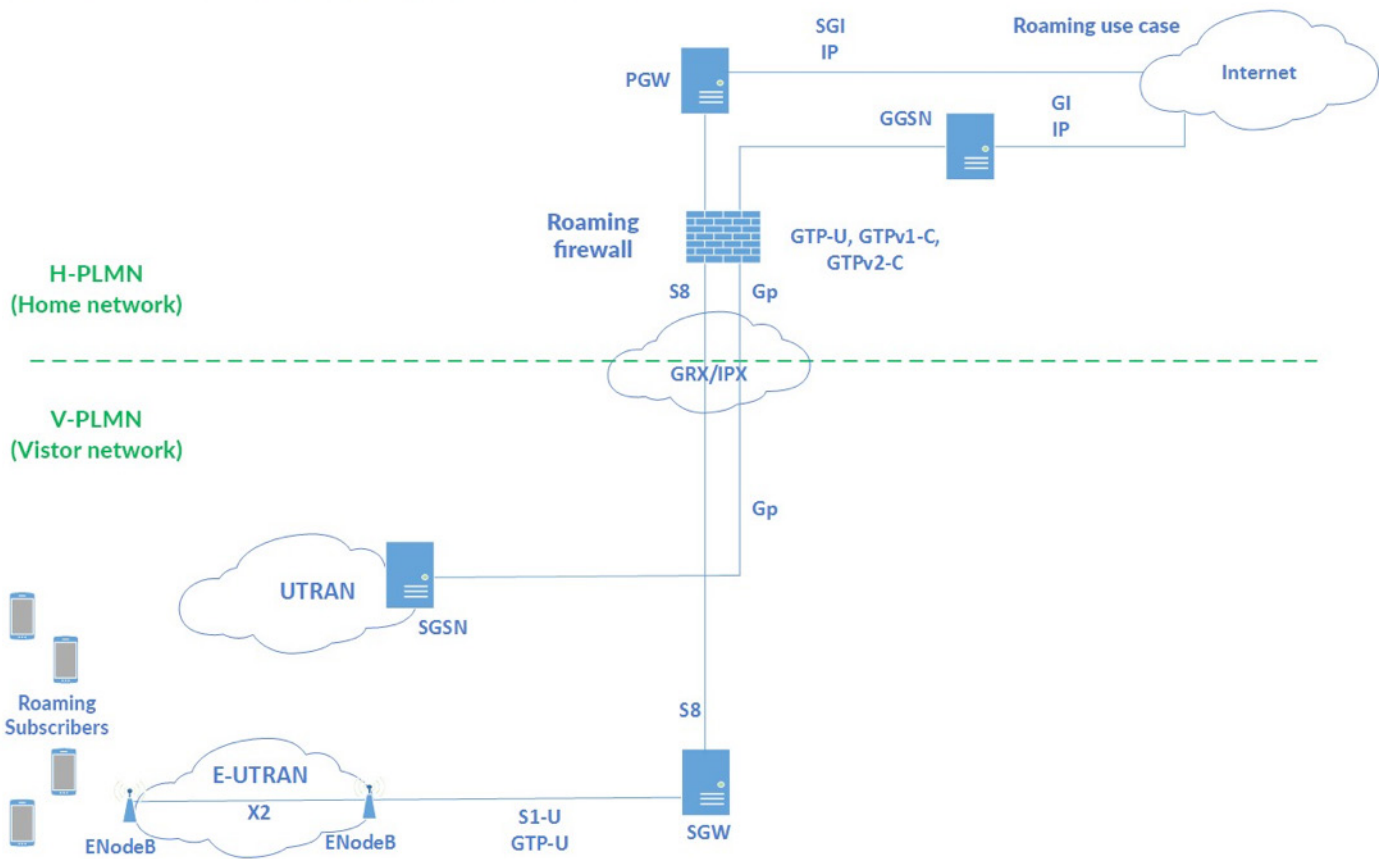 SGI
IP
Roaming use case
PGW
Internet
GGSN
GI
IP
Roaming
firewall
GTP-U, GTPv1-C,
GTPv2-C
H-PLMN
(Home network)
S8
Gp
GRX/IPX
V-PLMN
(Vistor network)
Gp
UTRAN
SGSN
Roaming
Subscribers
S8
E-UTRAN
X2
ENodeB
ENodeB
S1-U
GTP-U
SGW